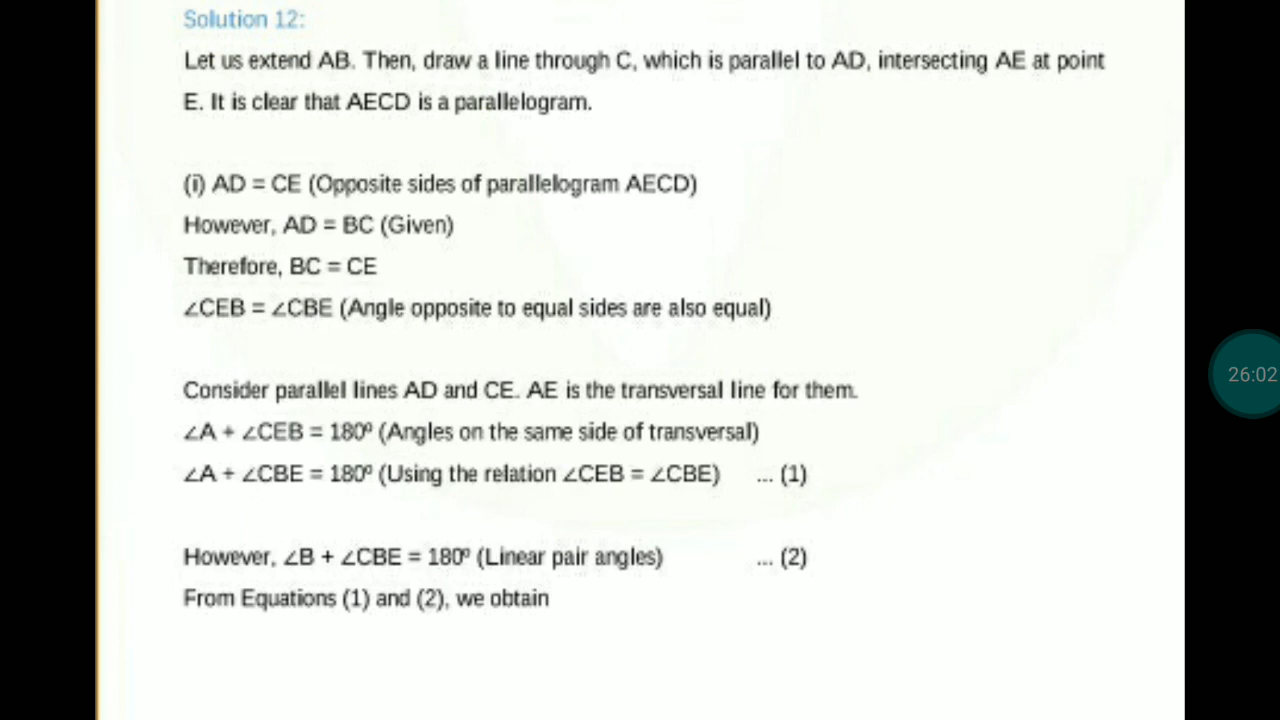 Solution 12:
Let us extend AB. Then, draw a line through C, which is parallel to AD, intersecting AE at point
E. It is clear that AECD is a parallelogram.
(i) AD = CE (Opposite sides of parallelogram AECD)
However, AD = BC (Given)
Therefore, BC = CE
∠CEB = ∠CBE (Angle opposite to equal sides are also equal)
Consider parallel lines AD and CE. AE is the transversal line for them.
∠A + ∠CEB = 180º (Angles on the same side of transversal)
∠A + ∠CBE = 180º (Using the relation ∠CEB = ∠CBE) ... (1)
However, ∠B + ∠CBE = 180º (Linear pair angles) ... (2)
From Equations (1) and (2), we obtain
26:02